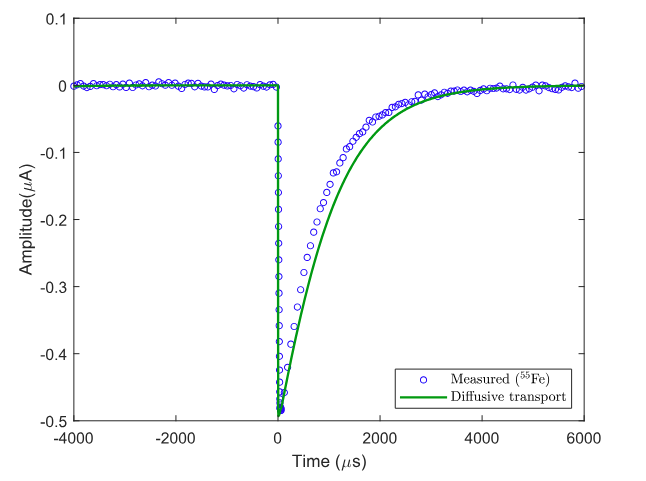 0.1
0
-0.1
-0.2
-0.3
-0.4
-0.5
Amplitude(μA)
-4000 -2000 0 2000 4000 6000
Time (μs)
Measured (⁵⁵Fe)
Diffusive transport